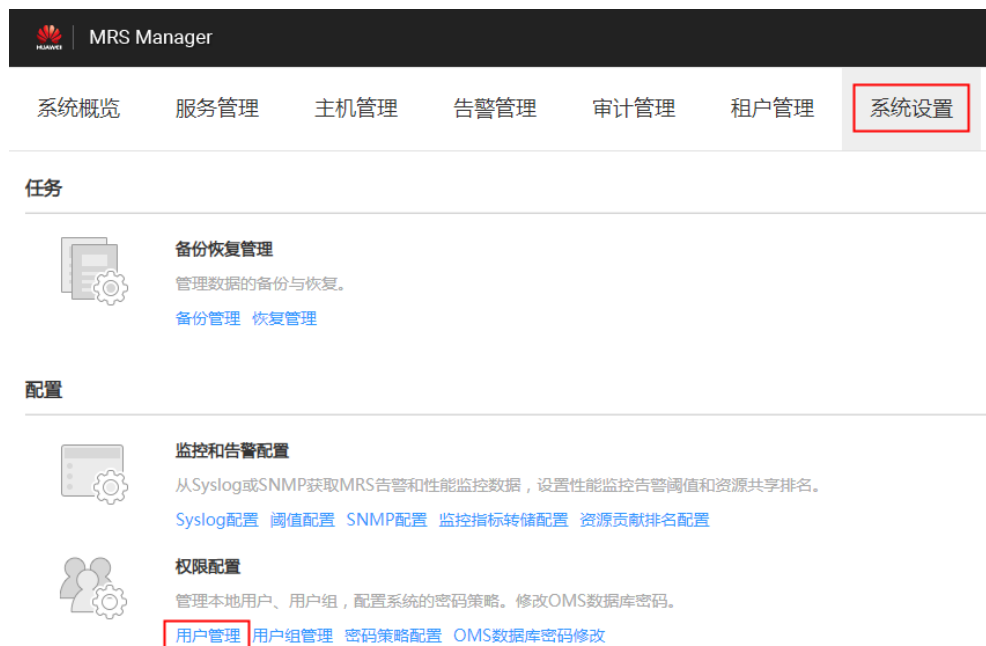 HUAWEI MRS Manager
系统概览 服务管理 主机管理 告警管理 审计管理 租户管理 系统设置
任务
备份恢复管理
管理数据的备份与恢复。
备份管理 恢复管理
配置
监控和告警配置
从Syslog或SNMP获取MRS告警和性能监控数据，设置性能监控告警阈值和资源共享排名。
Syslog配置 阈值配置 SNMP配置 监控指标转储配置 资源贡献排名配置
权限配置
管理本地用户、用户组，配置系统的密码策略。修改OMS数据库密码。
用户管理 用户组管理 密码策略配置 OMS数据库密码修改